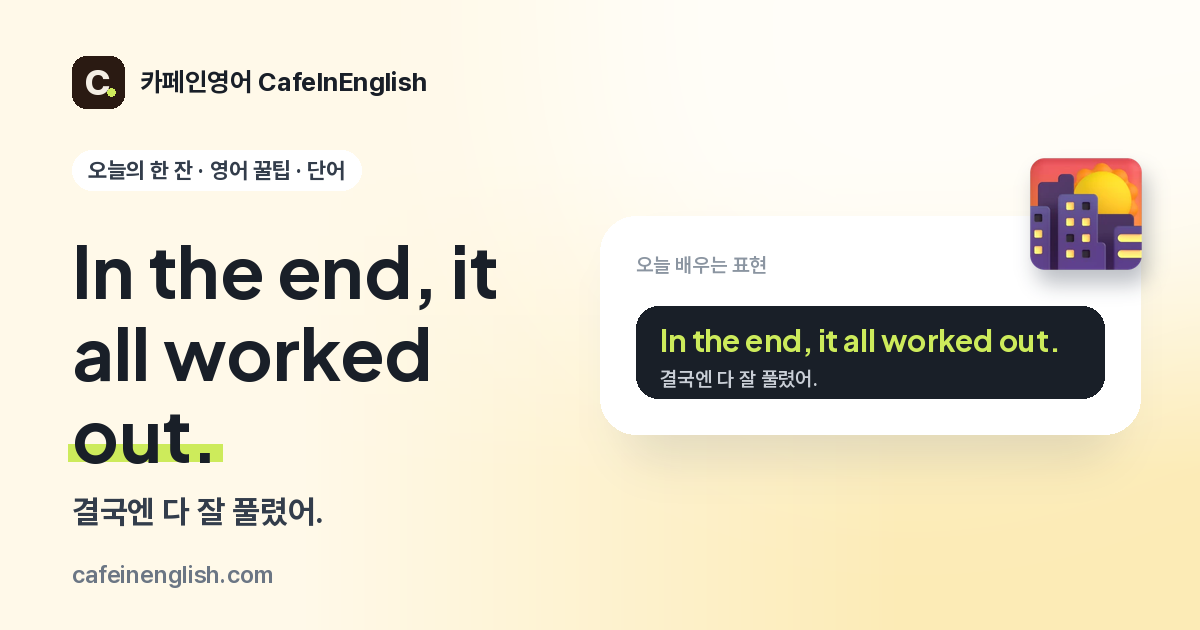 C
카페인영어 CafeInEnglish
오늘의 한 잔 · 영어 꿀팁 · 단어
In the end, it
all worked
out.
결국엔 다 잘 풀렸어.
cafeinenglish.com
오늘 배우는 표현
In the end, it all worked out.
결국엔 다 잘 풀렸어.